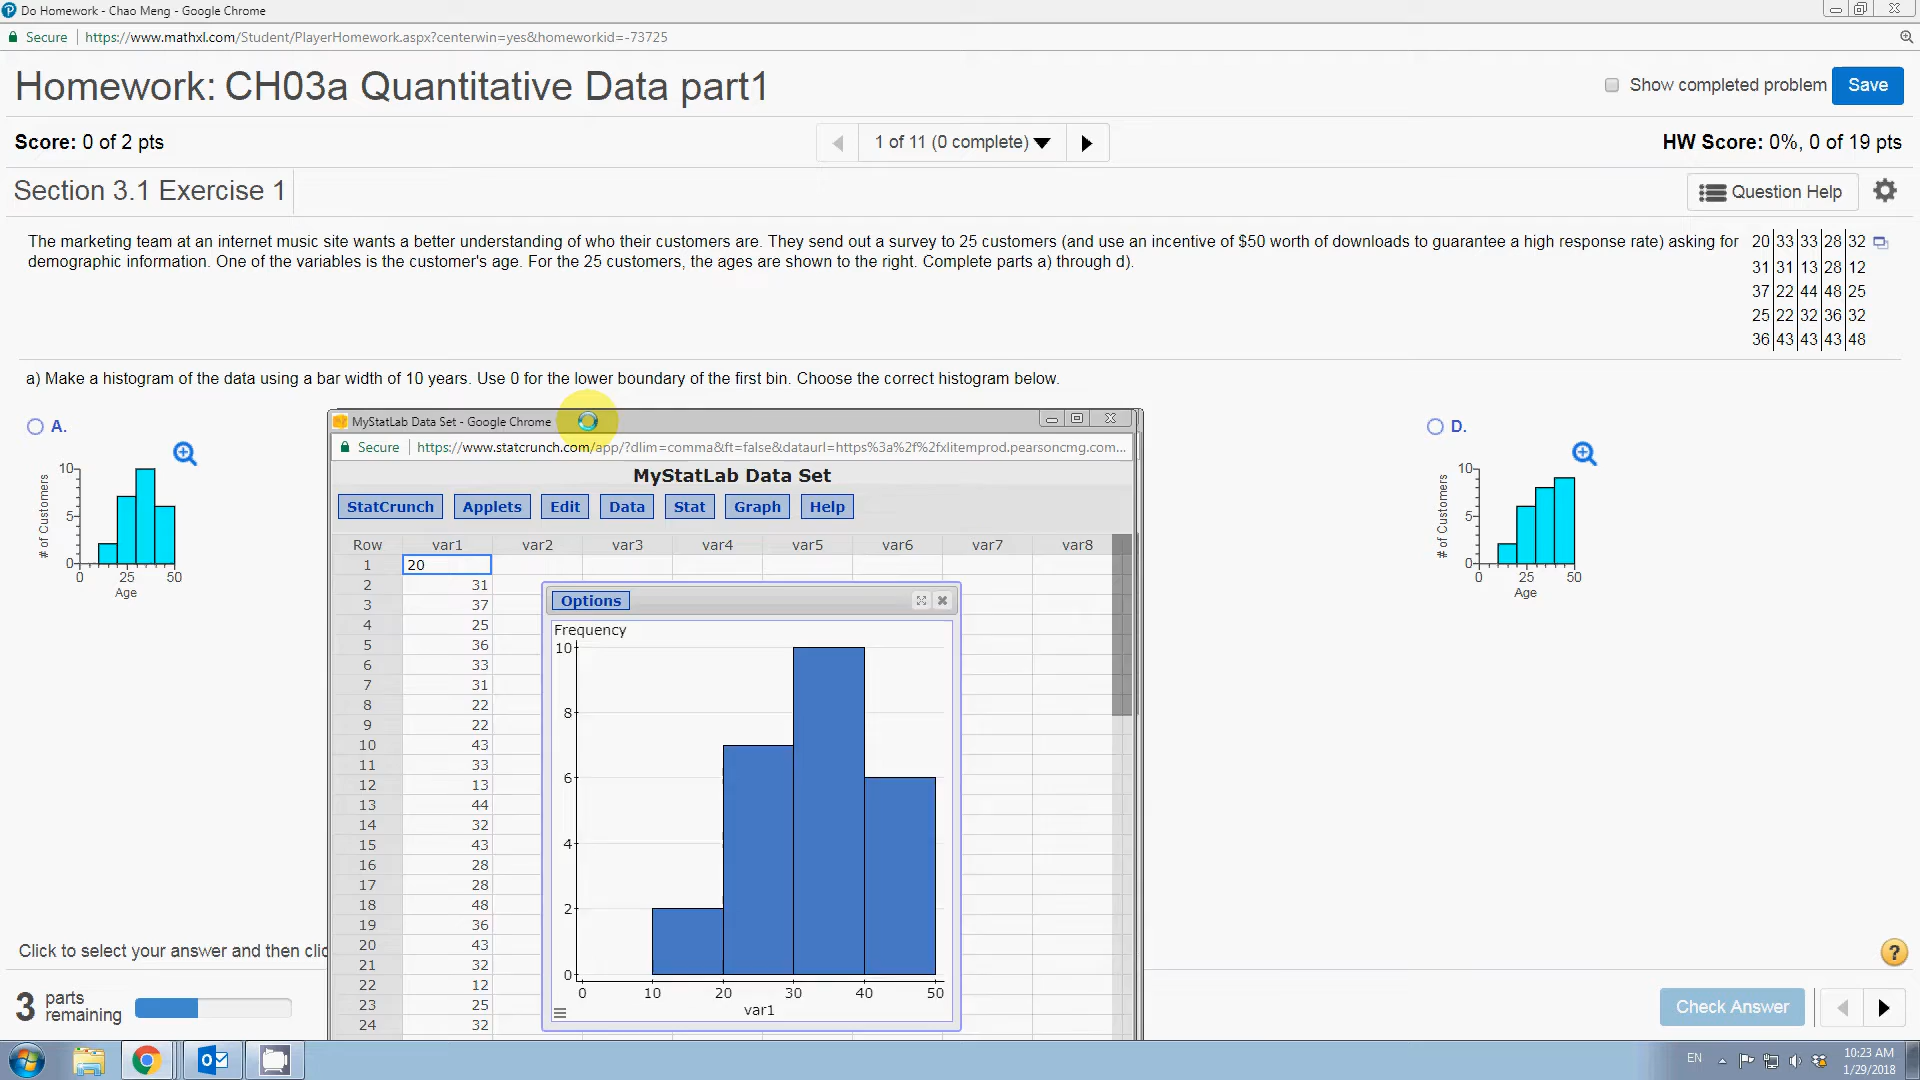 Do Homework - Chao Meng - Google Chrome
Secure https://www.mathxl.com/Student/PlayerHomework.aspx?centerwin=yes&homeworkid=-73725
Homework: CH03a Quantitative Data part1
Show completed problem Save
Score: 0 of 2 pts
1 of 11 (0 complete)
HW Score: 0%, 0 of 19 pts
Section 3.1 Exercise 1
Question Help
The marketing team at an internet music site wants a better understanding of who their customers are. They send out a survey to 25 customers (and use an incentive of $50 worth of downloads to guarantee a high response rate) asking for
demographic information. One of the variables is the customer's age. For the 25 customers, the ages are shown to the right. Complete parts a) through d).
20 33 33 28 32
31 31 13 28 12
37 22 44 48 25
25 22 32 36 32
36 43 43 43 48
a) Make a histogram of the data using a bar width of 10 years. Use 0 for the lower boundary of the first bin. Choose the correct histogram below.
A.
# of Customers
10
5
0
0 25 50
Age
MyStatLab Data Set - Google Chrome
Secure https://www.statcrunch.com/app/?dlim=comma&ft=false&dataurl=https%3a%2f%2fxlitemprod.pearsoncmg.com...
MyStatLab Data Set
StatCrunch Applets Edit Data Stat Graph Help
Row var1 var2 var3 var4 var5 var6 var7 var8
1 20
2 31
3 37
4 25
5 36
6 33
7 31
8 22
9 22
10 43
11 33
12 13
13 44
14 32
15 43
16 28
17 28
18 48
19 36
20 43
21 32
22 12
23 25
24 32
Options
Frequency
10
8
6
4
2
0
0 10 20 30 40 50
var1
D.
# of Customers
10
5
0
0 25 50
Age
Click to select your answer and then clic
?
3 parts
remaining
Check Answer
EN
10:23 AM
1/29/2018